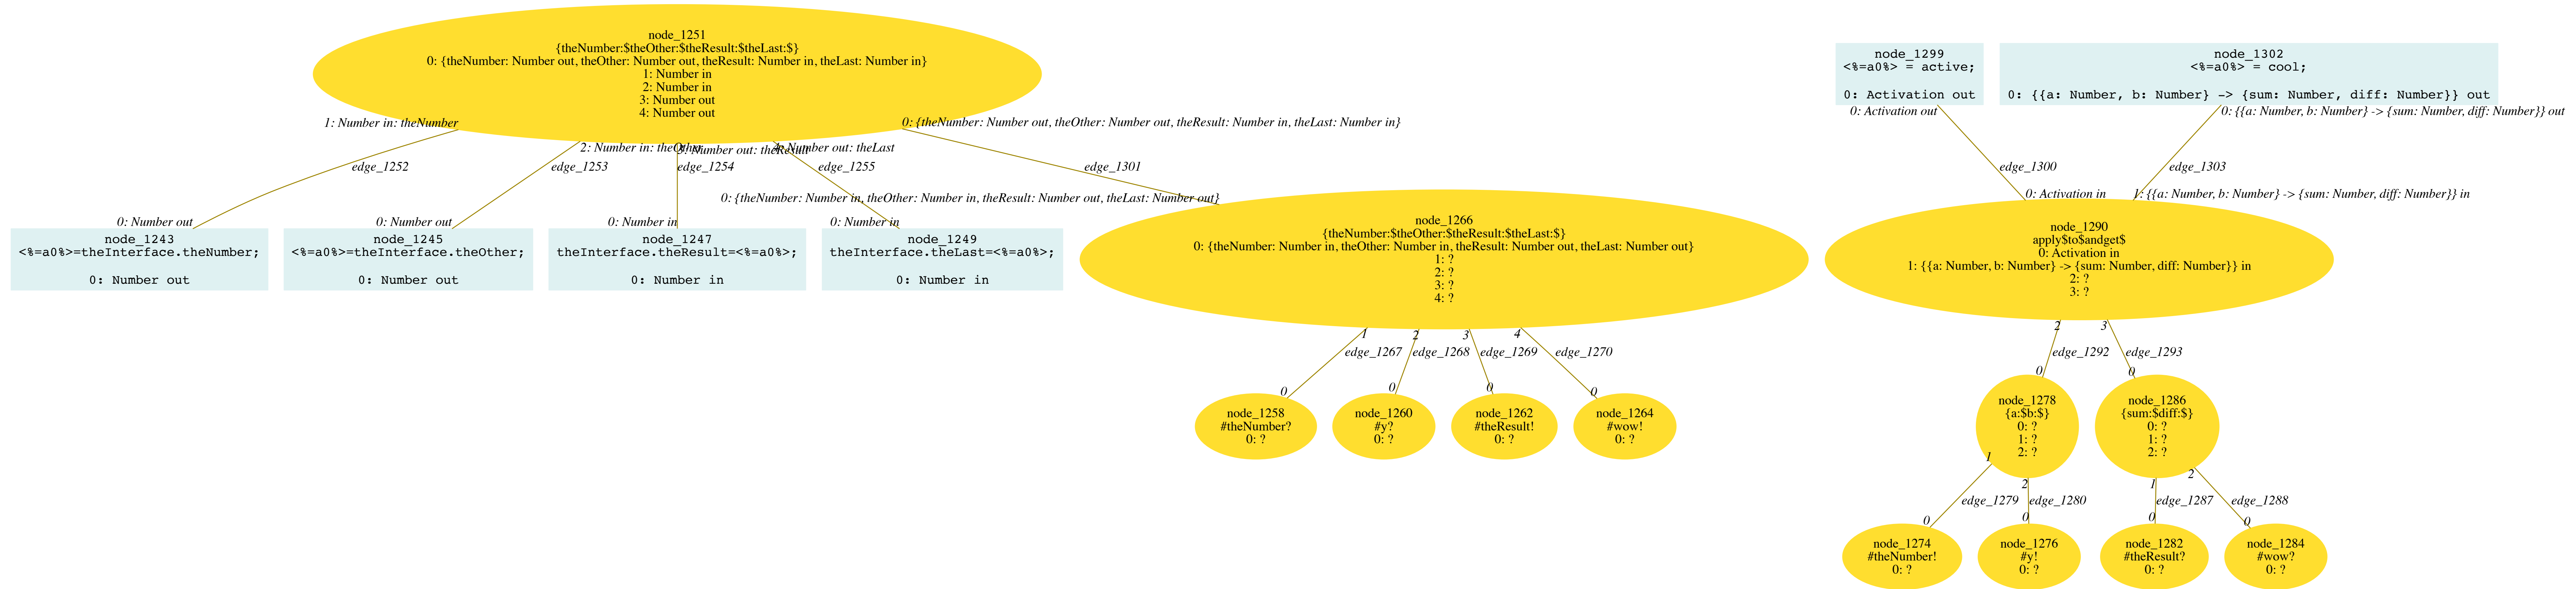 node_1251
{theNumber:$theOther:$theResult:$theLast:$}
0: {theNumber: Number out, theOther: Number out, theResult: Number in, theLast: Number in}
1: Number in
2: Number in
3: Number out
4: Number out
node_1299
<%=a0%> = active;
0: Activation out
node_1302
<%=a0%> = cool;
0: {{a: Number, b: Number} -> {sum: Number, diff: Number}} out
1: Number in: theNumber
2: Number in: theOther
3: Number out: theResult
4: Number out: theLast
0: {theNumber: Number out, theOther: Number out, theResult: Number in, theLast: Number in}
0: Activation out
0: {{a: Number, b: Number} -> {sum: Number, diff: Number}} out
edge_1252
edge_1253
edge_1254
edge_1255
edge_1301
edge_1300
edge_1303
0: Number out
0: Number out
0: Number in
0: Number in
0: {theNumber: Number in, theOther: Number in, theResult: Number out, theLast: Number out}
0: Activation in
1: {{a: Number, b: Number} -> {sum: Number, diff: Number}} in
node_1243
<%=a0%>=theInterface.theNumber;
0: Number out
node_1245
<%=a0%>=theInterface.theOther;
0: Number out
node_1247
theInterface.theResult=<%=a0%>;
0: Number in
node_1249
theInterface.theLast=<%=a0%>;
0: Number in
node_1266
{theNumber:$theOther:$theResult:$theLast:$}
0: {theNumber: Number in, theOther: Number in, theResult: Number out, theLast: Number out}
1: ?
2: ?
3: ?
4: ?
node_1290
apply$to$andget$
0: Activation in
1: {{a: Number, b: Number} -> {sum: Number, diff: Number}} in
2: ?
3: ?
1
2
3
4
2
3
edge_1267
edge_1268
edge_1269
edge_1270
edge_1292
edge_1293
0
0
0
0
0
0
node_1258
#theNumber?
0: ?
node_1260
#y?
0: ?
node_1262
#theResult!
0: ?
node_1264
#wow!
0: ?
node_1278
{a:$b:$}
0: ?
1: ?
2: ?
node_1286
{sum:$diff:$}
0: ?
1: ?
2: ?
1
2
1
2
edge_1279
edge_1280
edge_1287
edge_1288
0
0
0
0
node_1274
#theNumber!
0: ?
node_1276
#y!
0: ?
node_1282
#theResult?
0: ?
node_1284
#wow?
0: ?